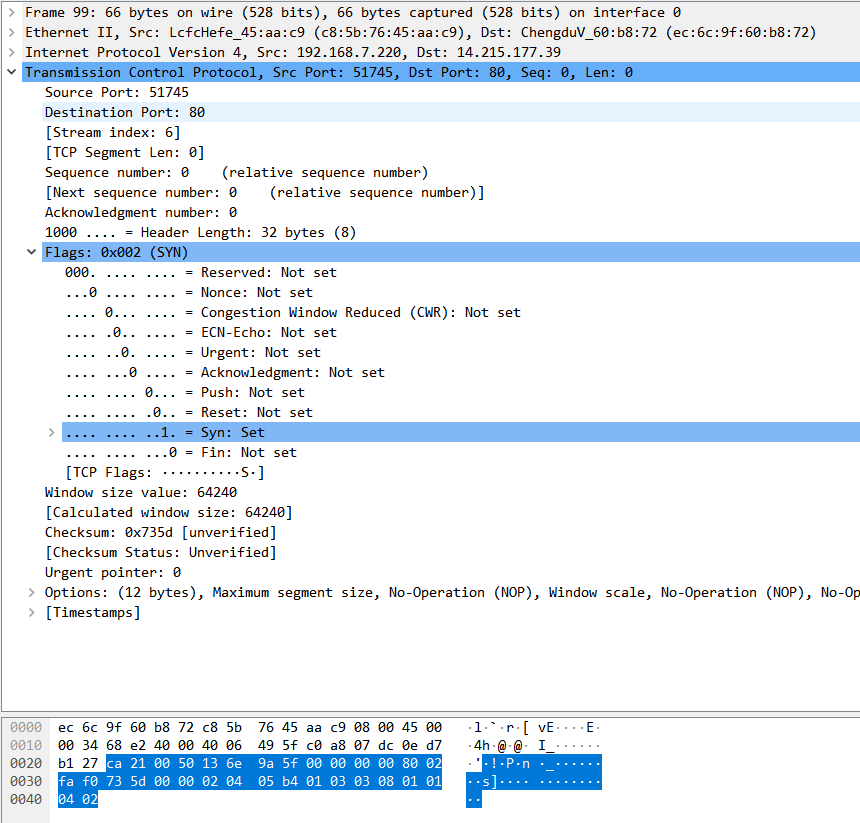 Frame 99: 66 bytes on wire (528 bits), 66 bytes captured (528 bits) on interface 0
Ethernet II, Src: LcfcHefe_45:aa:c9 (c8:5b:76:45:aa:c9), Dst: ChengduV_60:b8:72 (ec:6c:9f:60:b8:72)
Internet Protocol Version 4, Src: 192.168.7.220, Dst: 14.215.177.39
Transmission Control Protocol, Src Port: 51745, Dst Port: 80, Seq: 0, Len: 0
Source Port: 51745
Destination Port: 80
[Stream index: 6]
[TCP Segment Len: 0]
Sequence number: 0    (relative sequence number)
[Next sequence number: 0    (relative sequence number)]
Acknowledgment number: 0
1000 .... = Header Length: 32 bytes (8)
Flags: 0x002 (SYN)
000. .... .... = Reserved: Not set
...0 .... .... = Nonce: Not set
.... 0... .... = Congestion Window Reduced (CWR): Not set
.... .0.. .... = ECN-Echo: Not set
.... ..0. .... = Urgent: Not set
.... ...0 .... = Acknowledgment: Not set
.... .... 0... = Push: Not set
.... .... .0.. = Reset: Not set
.... .... ..1. = Syn: Set
.... .... ...0 = Fin: Not set
[TCP Flags: ··········S·]
Window size value: 64240
[Calculated window size: 64240]
Checksum: 0x735d [unverified]
[Checksum Status: Unverified]
Urgent pointer: 0
Options: (12 bytes), Maximum segment size, No-Operation (NOP), Window scale, No-Operation (NOP), No-Op
[Timestamps]
0000 ec 6c 9f 60 b8 72 c8 5b 76 45 aa c9 08 00 45 00 ·l·`·r·[ vE····E·
0010 00 34 68 e2 40 00 40 06 49 5f c0 a8 07 dc 0e d7 ·4h·@·@· I_······
0020 b1 27 ca 21 00 50 13 6e 9a 5f 00 00 00 00 80 02 ·'·!·P·n ·_······
0030 fa f0 73 5d 00 00 02 04 05 b4 01 03 03 08 01 01 ··s]···· ········
0040 04 02 ··